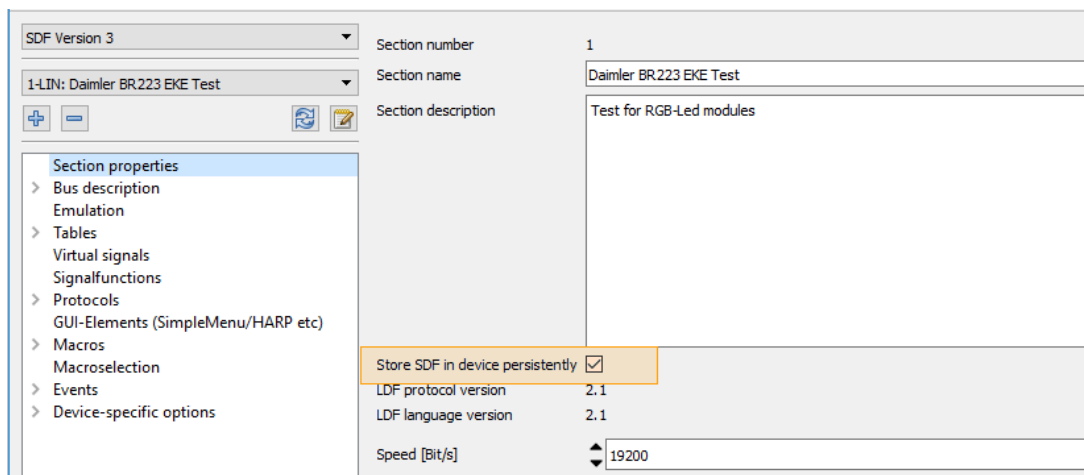 SDF Version 3
1-LIN: Daimler BR223 EKE Test
Section properties
Bus description
Emulation
Tables
Virtual signals
Signalfunctions
Protocols
GUI-Elements (SimpleMenu/HARP etc)
Macros
Macroselection
Events
Device-specific options
Section number 1
Section name Daimler BR223 EKE Test
Section description Test for RGB-Led modules
Store SDF in device persistently
LDF protocol version 2.1
LDF language version 2.1
Speed [Bit/s] 19200